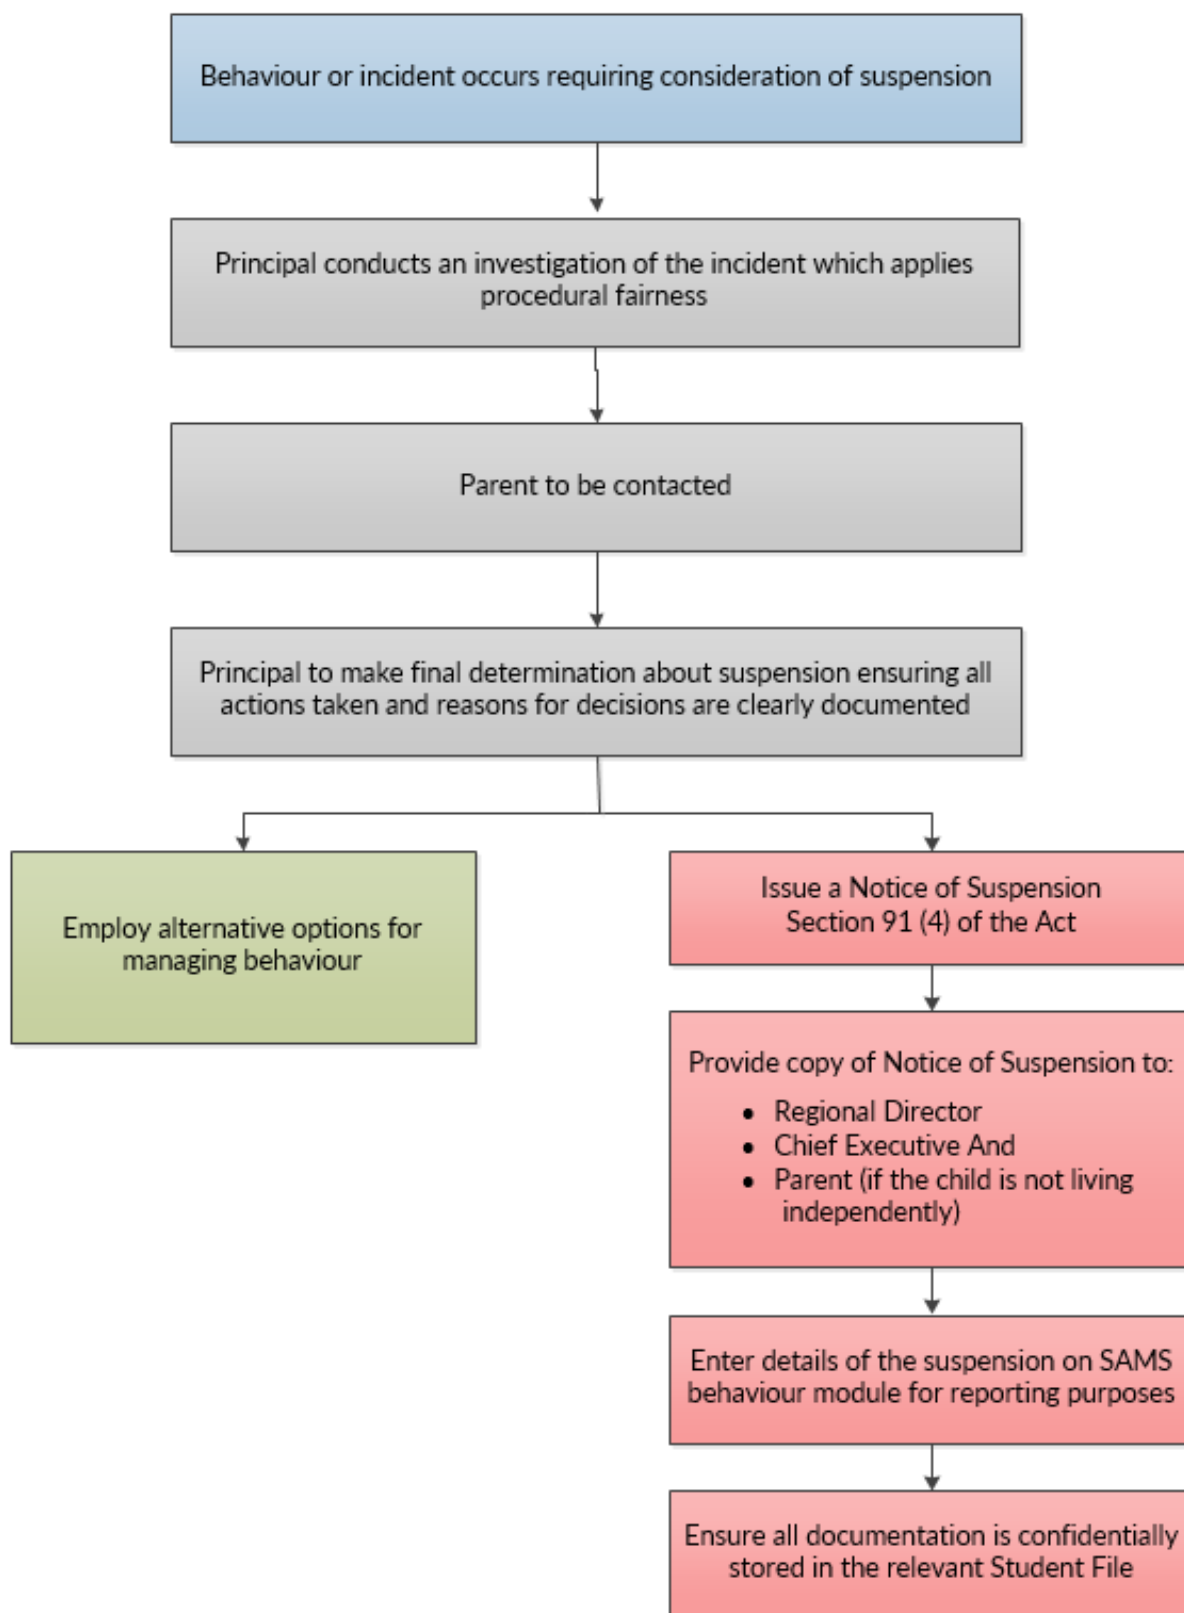 Behaviour or incident occurs requiring consideration of suspension
Principal conducts an investigation of the incident which applies
procedural fairness
Parent to be contacted
Principal to make final determination about suspension ensuring all
actions taken and reasons for decisions are clearly documented
Employ alternative options for
managing behaviour
Issue a Notice of Suspension
Section 91 (4) of the Act
Provide copy of Notice of Suspension to:
• Regional Director
• Chief Executive And
• Parent (if the child is not living
independently)
Enter details of the suspension on SAMS
behaviour module for reporting purposes
Ensure all documentation is confidentially
stored in the relevant Student File